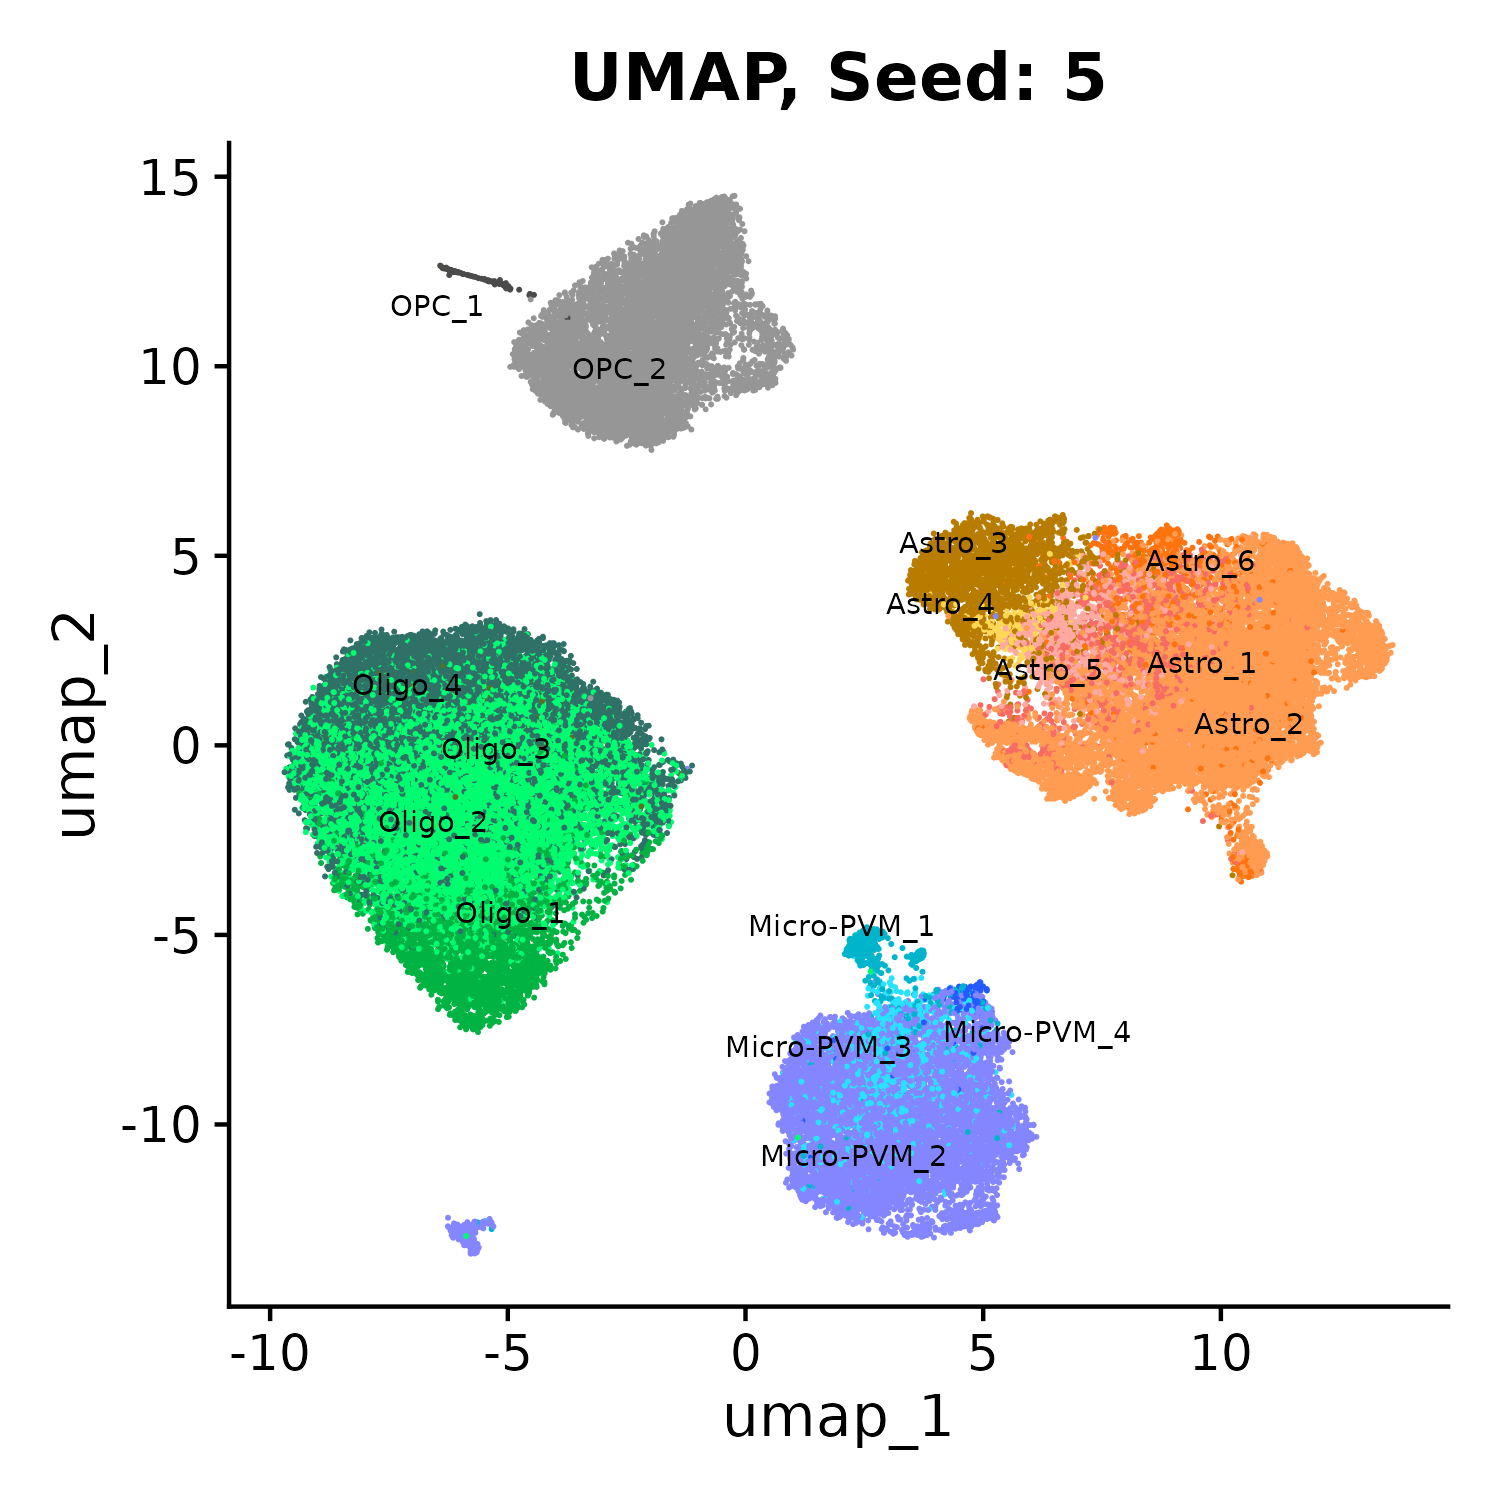 UMAP, Seed: 5
umap_2
15
10
5
0
-5
-10
OPC_1
OPC_2
Astro_3
Astro_6
Astro_4
Astro_5
Astro_1
Astro_2
Oligo_4
Oligo_3
Oligo_2
Oligo_1
Micro-PVM_1
Micro-PVM_4
Micro-PVM_3
Micro-PVM_2
-10
-5
0
5
10
umap_1